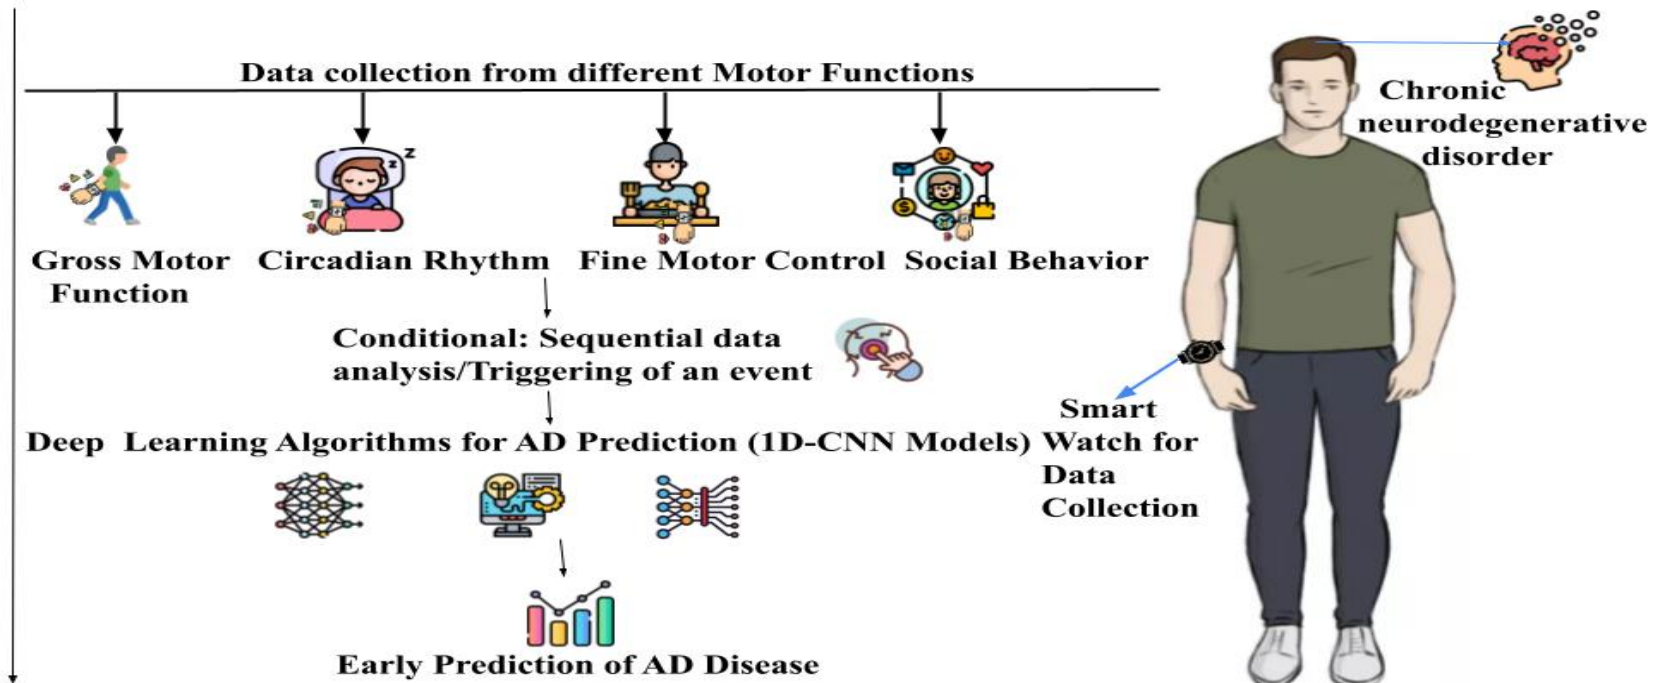 Data collection from different Motor Functions
Chronic
neurodegenerative
disorder
z
z
Gross Motor
Function
Circadian Rhythm
Fine Motor Control
Social Behavior
Conditional: Sequential data
analysis/Triggering of an event
Deep Learning Algorithms for AD Prediction (1D-CNN Models)
Smart
Watch for
Data
Collection
Early Prediction of AD Disease